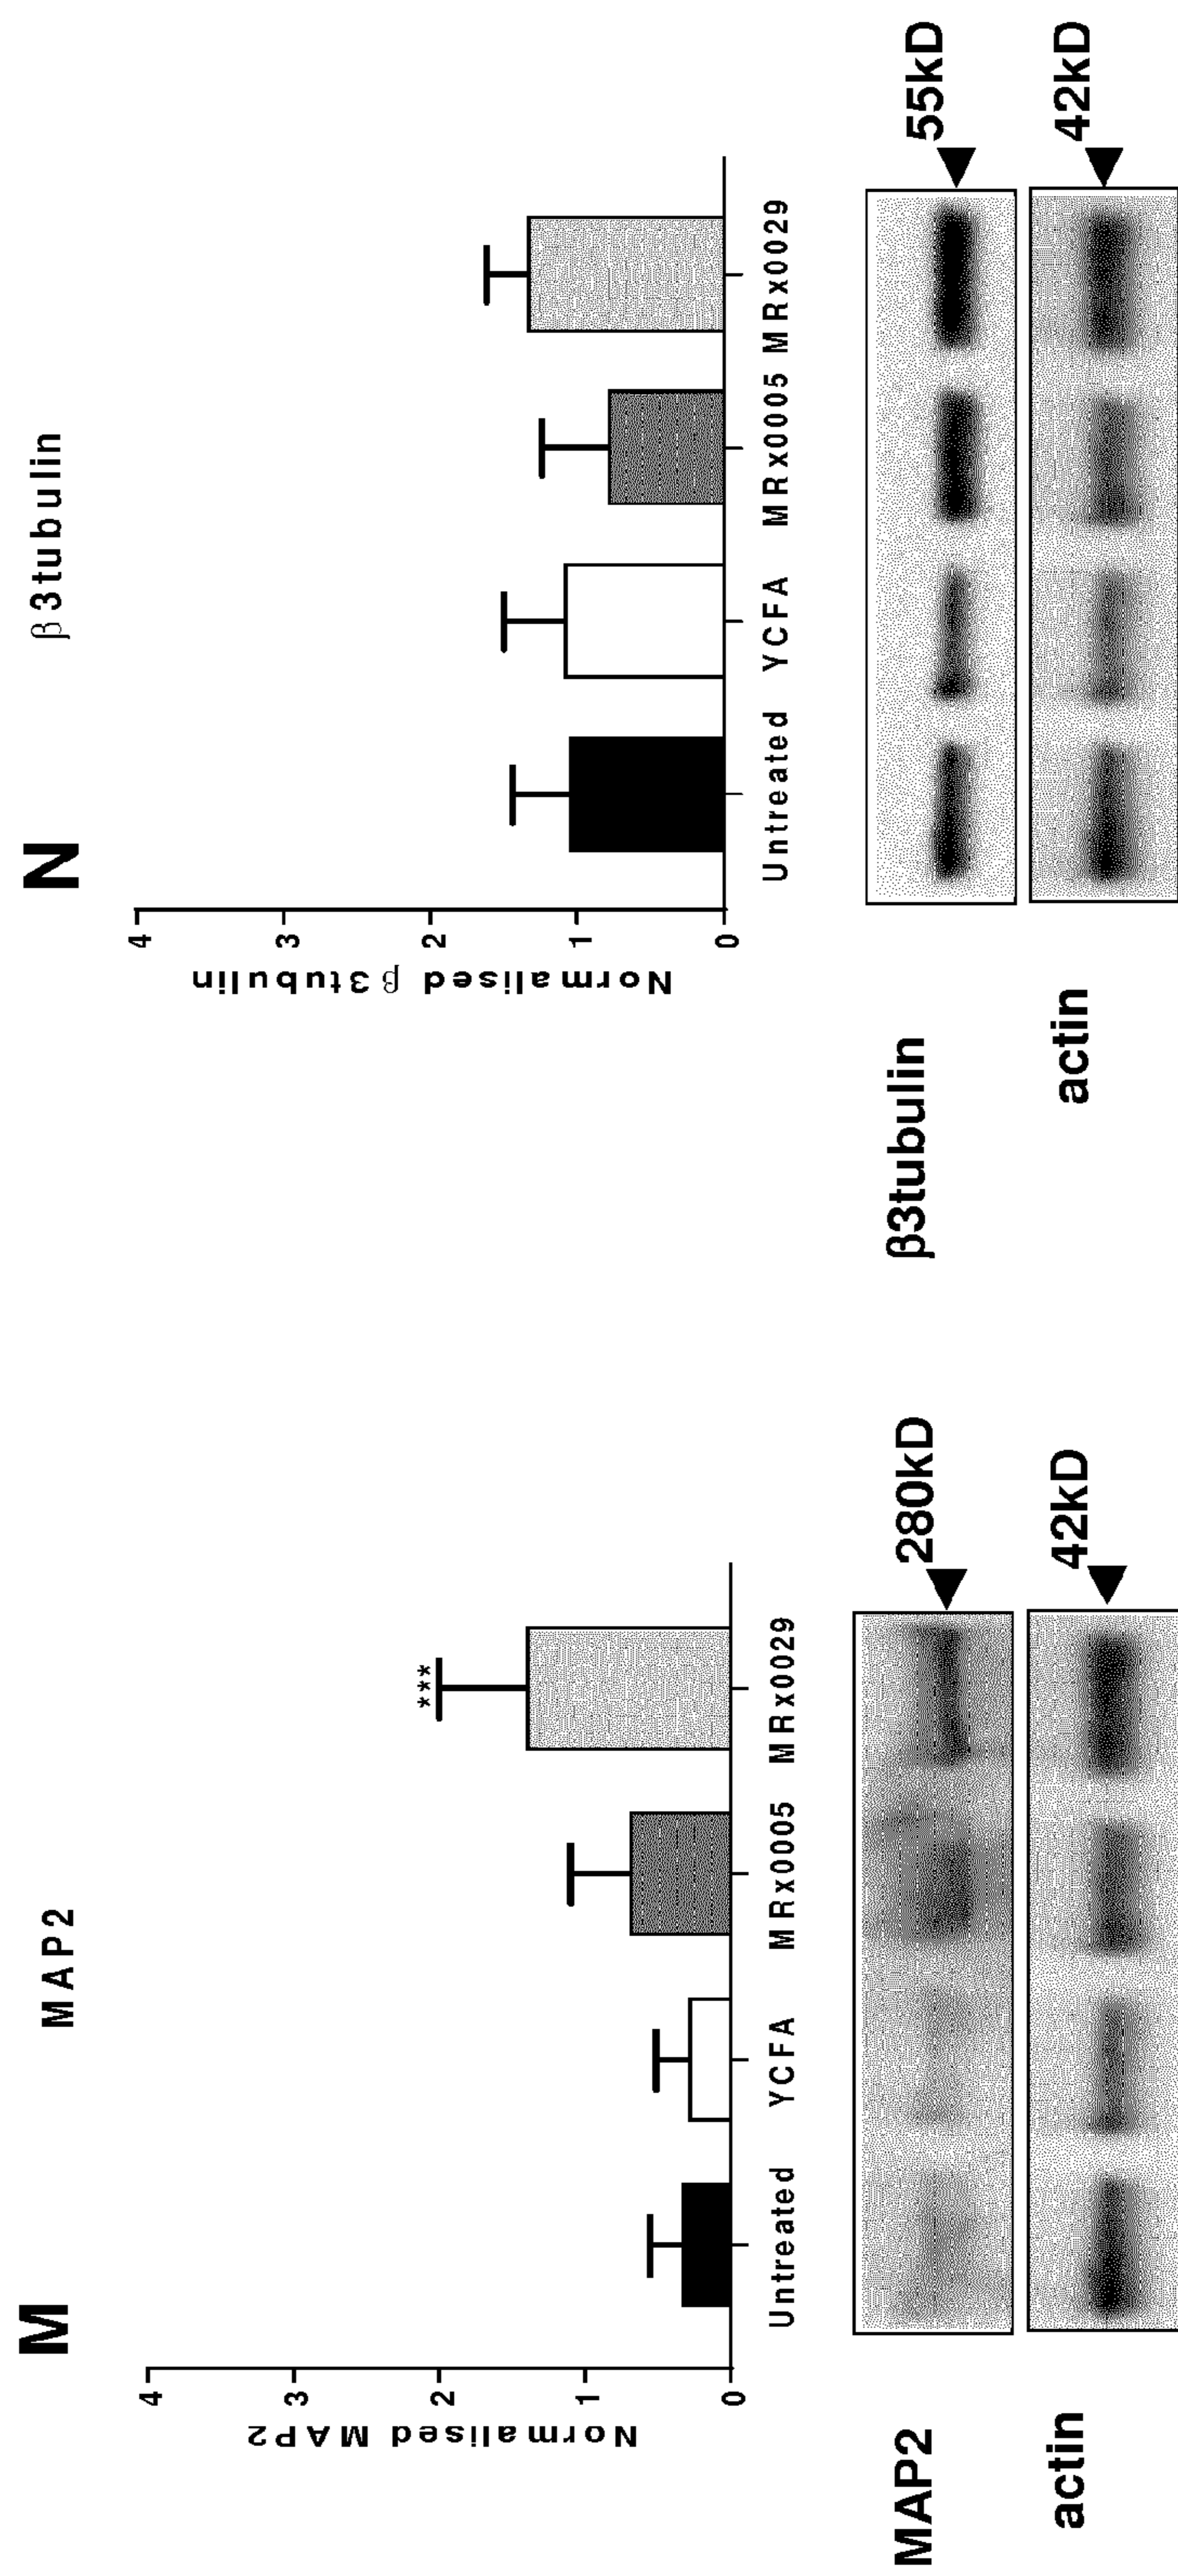 M
MAP2
Normalised MAP2
4
3
2
1
0
***
Untreated YCFA MRx0005 MRx0029
MAP2 280kD
actin 42kD
N
β3tubulin
Normalised β3tubulin
4
3
2
1
0
Untreated YCFA MRx0005 MRx0029
β3tubulin 55kD
actin 42kD